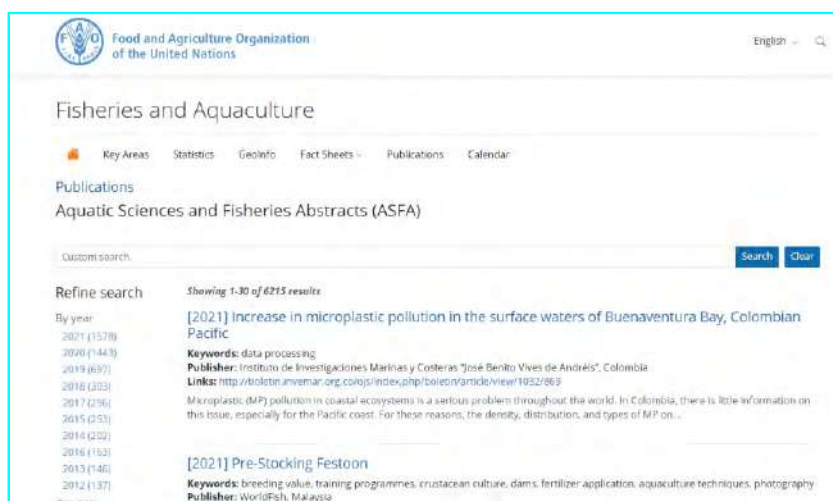 Food and Agriculture Organization
of the United Nations
English
Fisheries and Aquaculture
Key Areas Statistics GeoInfo Fact Sheets Publications Calendar
Publications
Aquatic Sciences and Fisheries Abstracts (ASFA)
Custom search.
Search Clear
Refine search
Showing 1-30 of 6215 results
By year
2021 (1578)
2020 (1443)
2019 (697)
2018 (303)
2017 (296)
2015 (253)
2014 (202)
2016 (163)
2013 (146)
2012 (137)
[2021] Increase in microplastic pollution in the surface waters of Buenaventura Bay, Colombian
Pacific
Keywords: data processing
Publisher: Instituto de Investigaciones Marinas y Costeras "José Benito Vives de Andréis", Colombia
Links: http://boletin.invemar.org.co/ojs/index.php/boletin/article/view/1032/869
Microplastic (MP) pollution in coastal ecosystems is a serious problem throughout the world. In Colombia, there is little information on
this issue, especially for the Pacific coast. For these reasons, the density, distribution, and types of MP on...
[2021] Pre-Stocking Festoon
Keywords: breeding value, training programmes, crustacean culture, dams, fertilizer application, aquaculture techniques, photography
Publisher: WorldFish, Malaysia